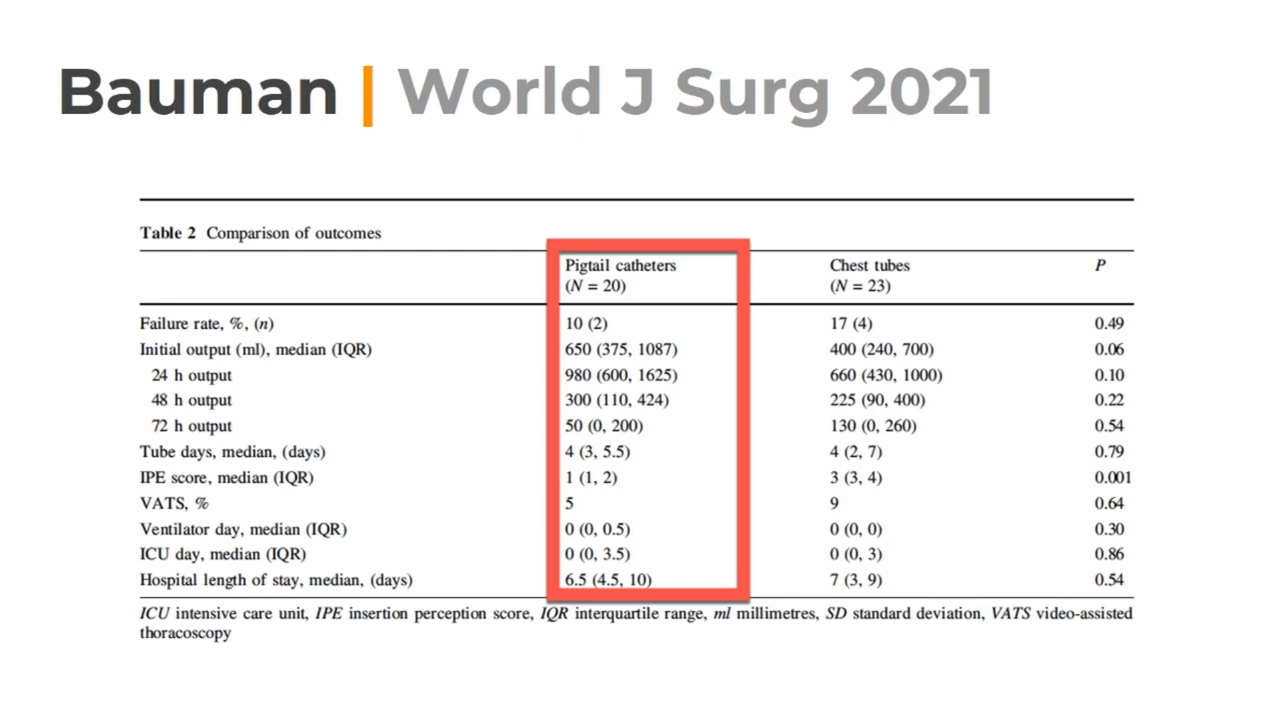 Bauman | World J Surg 2021
Table 2 Comparison of outcomes
Pigtail catheters (N = 20) Chest tubes (N = 23) P
Failure rate, %, (n) 10 (2) 17 (4) 0.49
Initial output (ml), median (IQR) 650 (375, 1087) 400 (240, 700) 0.06
24 h output 980 (600, 1625) 660 (430, 1000) 0.10
48 h output 300 (110, 424) 225 (90, 400) 0.22
72 h output 50 (0, 200) 130 (0, 260) 0.54
Tube days, median, (days) 4 (3, 5.5) 4 (2, 7) 0.79
IPE score, median (IQR) 1 (1, 2) 3 (3, 4) 0.001
VATS, % 5 9 0.64
Ventilator day, median (IQR) 0 (0, 0.5) 0 (0, 0) 0.30
ICU day, median (IQR) 0 (0, 3.5) 0 (0, 3) 0.86
Hospital length of stay, median, (days) 6.5 (4.5, 10) 7 (3, 9) 0.54
ICU intensive care unit, IPE insertion perception score, IQR interquartile range, ml millimetres, SD standard deviation, VATS video-assisted
thoracoscopy